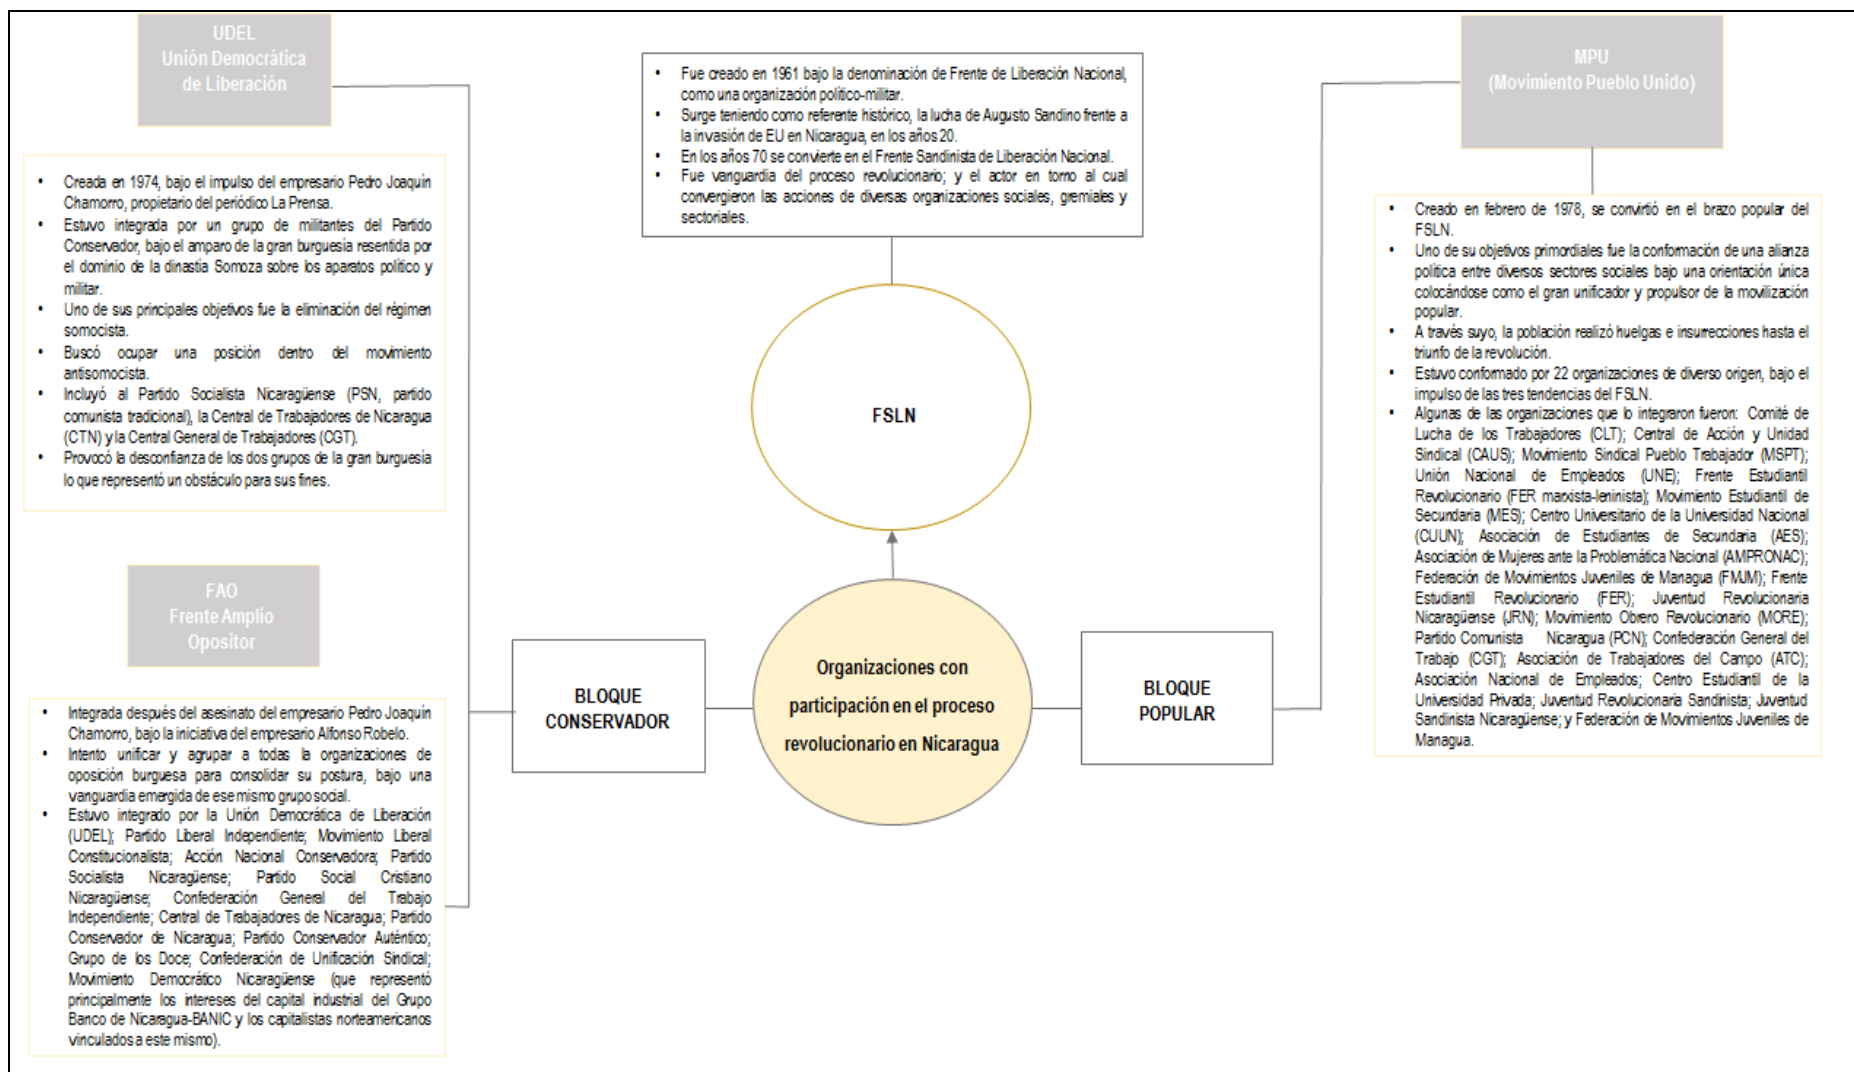 UDEL
Unión Democrática
de Liberación
• Creada en 1974, bajo el impulso del empresario Pedro Joaquín
Chamorro, propietario del periódico La Prensa.
• Estuvo integrada por un grupo de militantes del Partido
Conservador, bajo el amparo de la gran burguesía resentida por
el dominio de la dinastía Somoza sobre los aparatos político y
militar.
• Uno de sus principales objetivos fue la eliminación del régimen
somocista.
• Buscó ocupar una posición dentro del movimiento
antisomocista.
• Incluyó al Partido Socialista Nicaragüense (PSN, partido
comunista tradicional), la Central de Trabajadores de Nicaragua
(CTN) y la Central General de Trabajadores (CGT).
• Provocó la desconfianza de los dos grupos de la gran burguesía
lo que representó un obstáculo para sus fines.
FAO
Frente Amplio
Opositor
• Integrada después del asesinato del empresario Pedro Joaquín
Chamorro, bajo la iniciativa del empresario Alfonso Robelo.
• Intento unificar y agrupar a todas la organizaciones de
oposición burguesa para consolidar su postura, bajo una
vanguardia emergida de ese mismo grupo social.
• Estuvo integrado por la Unión Democrática de Liberación
(UDEL); Partido Liberal Independiente; Movimiento Liberal
Constitucionalista; Acción Nacional Conservadora; Partido
Socialista Nicaragüense; Partido Social Cristiano
Nicaragüense; Confederación General del Trabajo
Independiente; Central de Trabajadores de Nicaragua; Partido
Conservador de Nicaragua; Partido Conservador Auténtico;
Grupo de los Doce; Confederación de Unificación Sindical;
Movimiento Democrático Nicaragüense (que representó
principalmente los intereses del capital industrial del Grupo
Banco de Nicaragua-BANIC y los capitalistas norteamericanos
vinculados a este mismo).
BLOQUE
CONSERVADOR
• Fue creado en 1961 bajo la denominación de Frente de Liberación Nacional,
como una organización político-militar.
• Surge teniendo como referente histórico, la lucha de Augusto Sandino frente a
la invasión de EU en Nicaragua, en los años 20.
• En los años 70 se convierte en el Frente Sandinista de Liberación Nacional.
• Fue vanguardia del proceso revolucionario; y el actor en torno al cual
convergieron las acciones de diversas organizaciones sociales, gremiales y
sectoriales.
FSLN
Organizaciones con
participación en el proceso
revolucionario en Nicaragua
BLOQUE
POPULAR
MPU
(Movimiento Pueblo Unido)
• Creado en febrero de 1978, se convirtió en el brazo popular del
FSLN.
• Uno de su objetivos primordiales fue la conformación de una alianza
política entre diversos sectores sociales bajo una orientación única
colocándose como el gran unificador y propulsor de la movilización
popular.
• A través suyo, la población realizó huelgas e insurrecciones hasta el
triunfo de la revolución.
• Estuvo conformado por 22 organizaciones de diverso origen, bajo el
impulso de las tres tendencias del FSLN.
• Algunas de las organizaciones que lo integraron fueron: Comité de
Lucha de los Trabajadores (CLT); Central de Acción y Unidad
Sindical (CAUS); Movimiento Sindical Pueblo Trabajador (MSPT);
Unión Nacional de Empleados (UNE); Frente Estudiantil
Revolucionario (FER marxista-leninista); Movimiento Estudiantil de
Secundaria (MES); Centro Universitario de la Universidad Nacional
(CUUN); Asociación de Estudiantes de Secundaria (AES);
Asociación de Mujeres ante la Problemática Nacional (AMPRONAC);
Federación de Movimientos Juveniles de Managua (FMJM); Frente
Estudiantil Revolucionario (FER); Juventud Revolucionaria
Nicaragüense (JRN); Movimiento Obrero Revolucionario (MORE);
Partido Comunista Nicaragua (PCN); Confederación General del
Trabajo (CGT); Asociación de Trabajadores del Campo (ATC);
Asociación Nacional de Empleados; Centro Estudiantil de la
Universidad Privada; Juventud Revolucionaria Sandinista; Juventud
Sandinista Nicaragüense; y Federación de Movimientos Juveniles de
Managua.